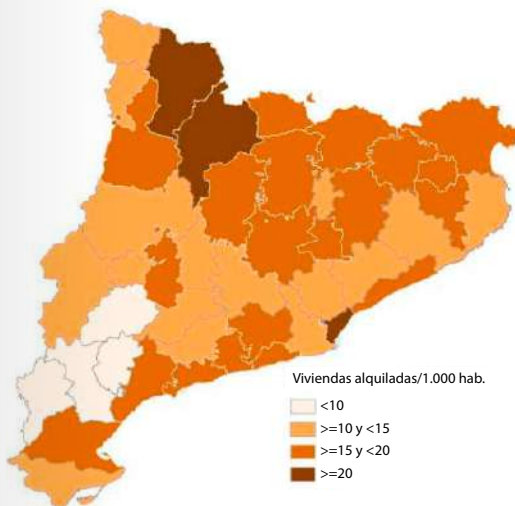 Viviendas alquiladas/1.000 hab.
<10
>=10 y <15
>=15 y <20
>=20